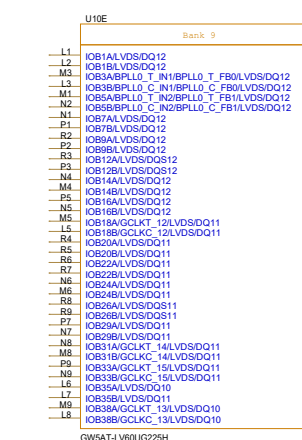 U10E
Bank 9
L1 IOB1A/LVDS/DQ12
L2 IOB1B/LVDS/DQ12
M3 IOB3A/BPLL0_T_IN1/BPLL0_T_FB0/LVDS/DQ12
L3 IOB3B/BPLL0_C_IN1/BPLL0_C_FB0/LVDS/DQ12
M1 IOB5A/BPLL0_T_IN2/BPLL0_T_FB1/LVDS/DQ12
N2 IOB5B/BPLL0_C_IN2/BPLL0_C_FB1/LVDS/DQ12
N1 IOB7A/LVDS/DQ12
P1 IOB7B/LVDS/DQ12
R2 IOB9A/LVDS/DQ12
P2 IOB9B/LVDS/DQ12
R3 IOB12A/LVDS/DQS12
P3 IOB12B/LVDS/DQS12
N4 IOB14A/LVDS/DQ12
M4 IOB14B/LVDS/DQ12
P5 IOB16A/LVDS/DQ12
N5 IOB16B/LVDS/DQ12
M5 IOB18A/GCLKT_12/LVDS/DQ11
L5 IOB18B/GCLKC_12/LVDS/DQ11
R4 IOB20A/LVDS/DQ11
R5 IOB20B/LVDS/DQ11
R6 IOB22A/LVDS/DQ11
R7 IOB22B/LVDS/DQ11
N6 IOB24A/LVDS/DQ11
M6 IOB24B/LVDS/DQ11
R8 IOB26A/LVDS/DQS11
R9 IOB26B/LVDS/DQS11
P7 IOB29A/LVDS/DQ11
N7 IOB29B/LVDS/DQ11
N8 IOB31A/GCLKT_14/LVDS/DQ11
M8 IOB31B/GCLKC_14/LVDS/DQ11
P9 IOB33A/GCLKT_15/LVDS/DQ11
N9 IOB33B/GCLKC_15/LVDS/DQ11
L6 IOB35A/LVDS/DQ10
L7 IOB35B/LVDS/DQ11
M9 IOB38A/GCLKT_13/LVDS/DQ10
L8 IOB38B/GCLKC_13/LVDS/DQ10
GW5AT-LV60UG225H